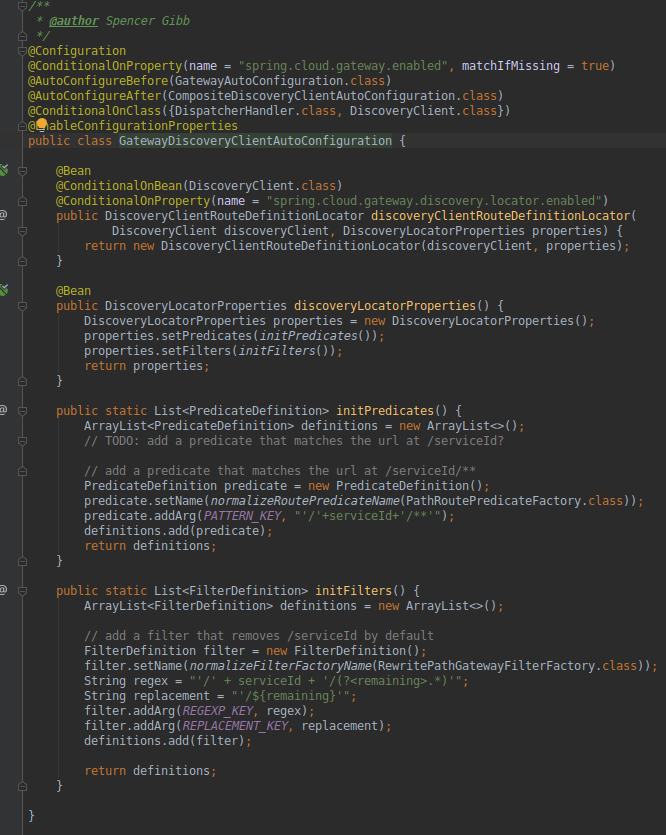 /**
 * @author Spencer Gibb
 */
@Configuration
@ConditionalOnProperty(name = "spring.cloud.gateway.enabled", matchIfMissing = true)
@AutoConfigureBefore(GatewayAutoConfiguration.class)
@AutoConfigureAfter(CompositeDiscoveryClientAutoConfiguration.class)
@ConditionalOnClass({DispatcherHandler.class, DiscoveryClient.class})
@EnableConfigurationProperties
public class GatewayDiscoveryClientAutoConfiguration {

    @Bean
    @ConditionalOnBean(DiscoveryClient.class)
    @ConditionalOnProperty(name = "spring.cloud.gateway.discovery.locator.enabled")
    public DiscoveryClientRouteDefinitionLocator discoveryClientRouteDefinitionLocator(
            DiscoveryClient discoveryClient, DiscoveryLocatorProperties properties) {
        return new DiscoveryClientRouteDefinitionLocator(discoveryClient, properties);
    }

    @Bean
    public DiscoveryLocatorProperties discoveryLocatorProperties() {
        DiscoveryLocatorProperties properties = new DiscoveryLocatorProperties();
        properties.setPredicates(initPredicates());
        properties.setFilters(initFilters());
        return properties;
    }

    public static List<PredicateDefinition> initPredicates() {
        ArrayList<PredicateDefinition> definitions = new ArrayList<>();
        // TODO: add a predicate that matches the url at /serviceId?

        // add a predicate that matches the url at /serviceId/**
        PredicateDefinition predicate = new PredicateDefinition();
        predicate.setName(normalizeRoutePredicateName(PathRoutePredicateFactory.class));
        predicate.addArg(PATTERN_KEY, "'/'+serviceId+'/**'");
        definitions.add(predicate);
        return definitions;
    }

    public static List<FilterDefinition> initFilters() {
        ArrayList<FilterDefinition> definitions = new ArrayList<>();

        // add a filter that removes /serviceId by default
        FilterDefinition filter = new FilterDefinition();
        filter.setName(normalizeFilterFactoryName(RewritePathGatewayFilterFactory.class));
        String regex = "'/' + serviceId + '/(?<remaining>.*)'";
        String replacement = "'/${remaining}'";
        filter.addArg(REGEXP_KEY, regex);
        filter.addArg(REPLACEMENT_KEY, replacement);
        definitions.add(filter);

        return definitions;
    }

}